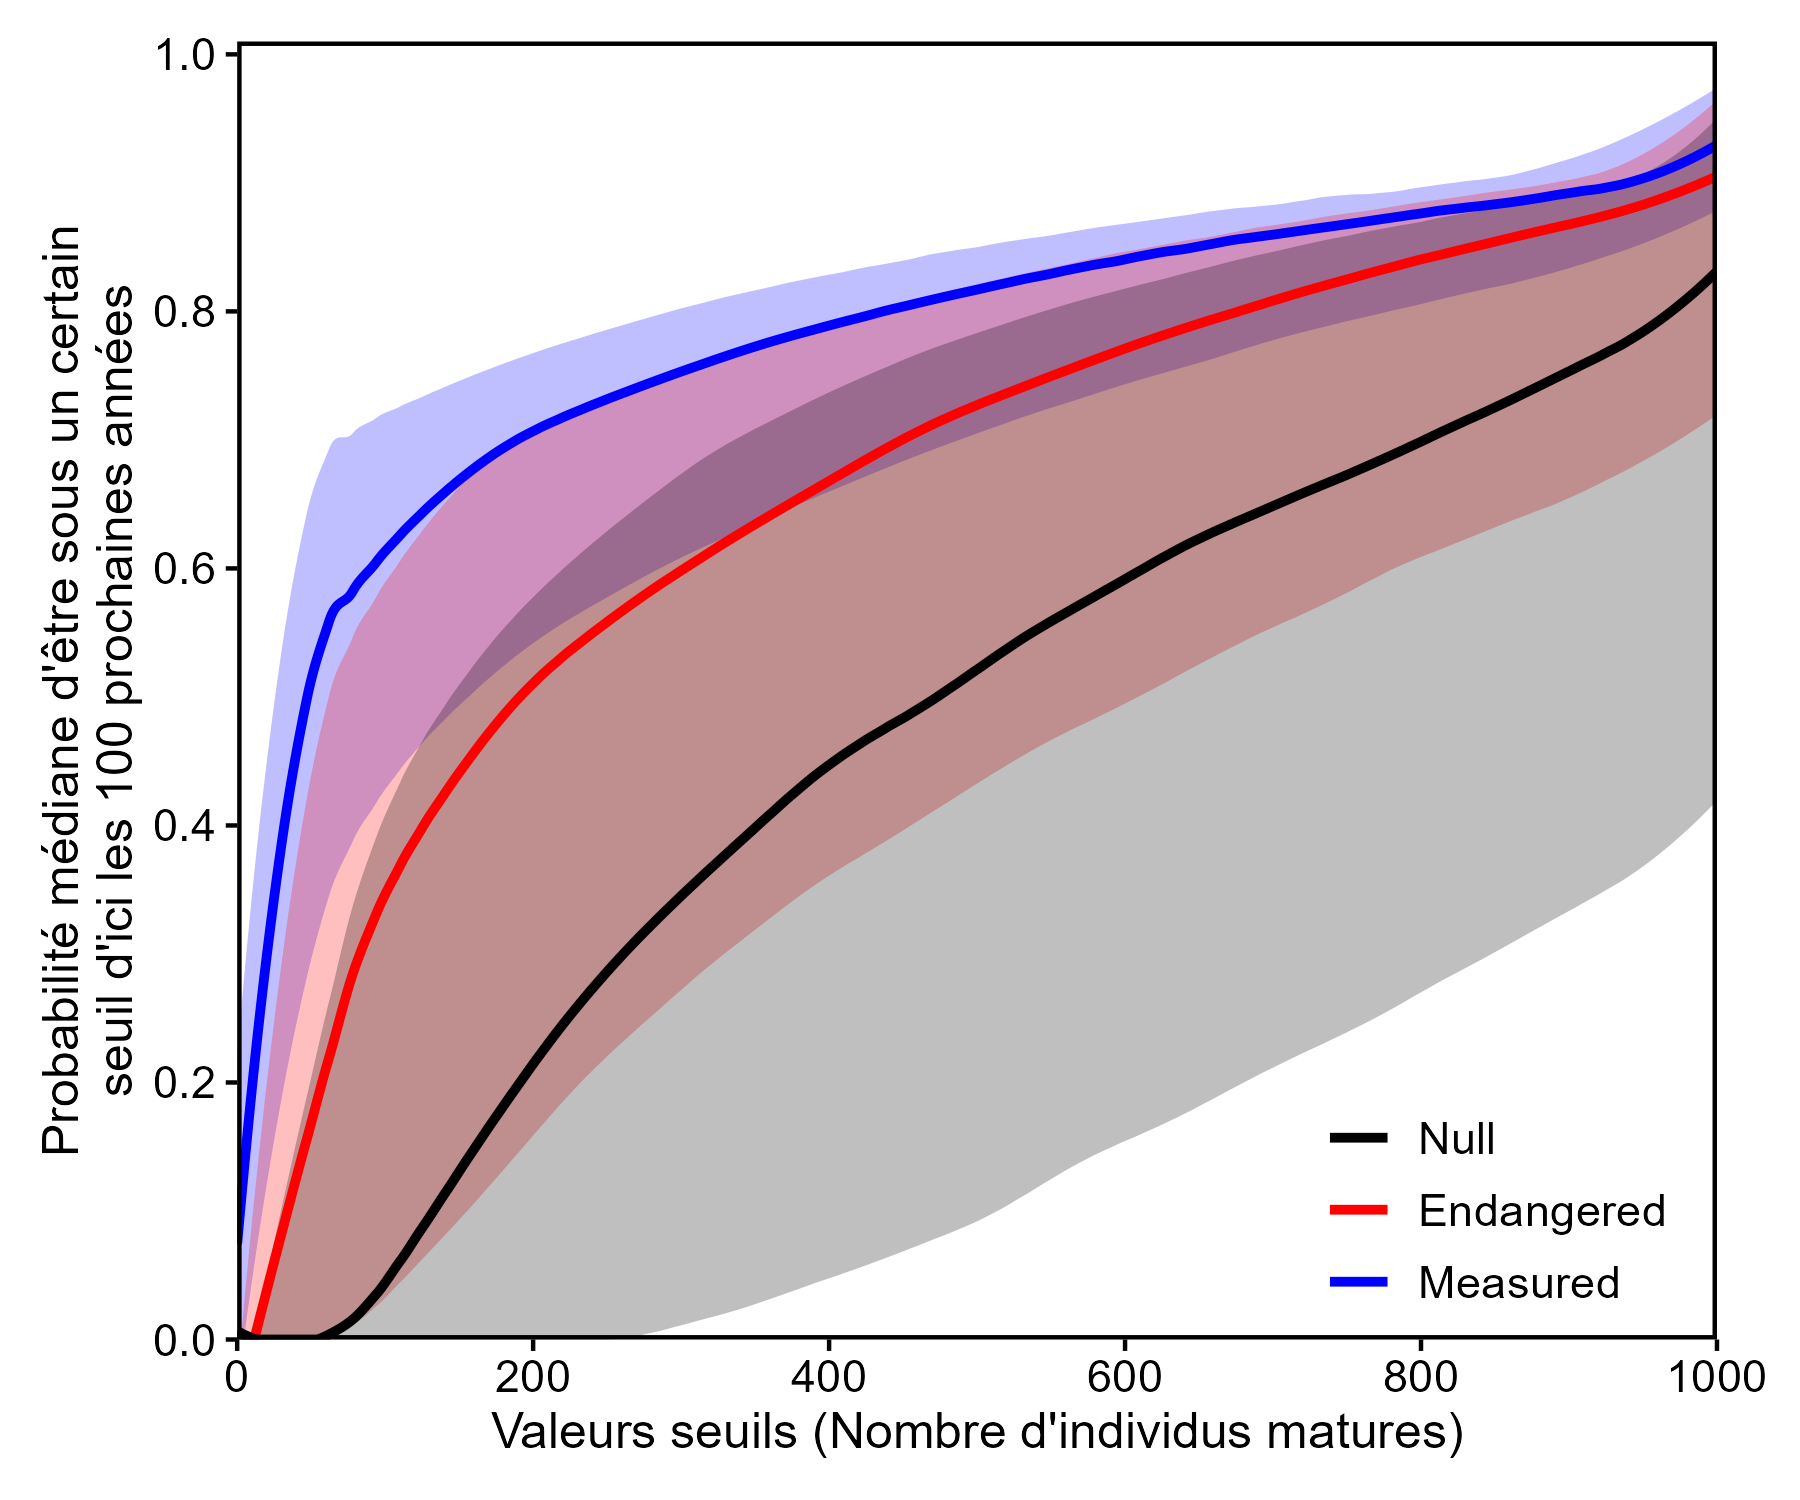 Probabilité médiane d'être sous un certain
seuil d'ici les 100 prochaines années
1.0
0.8
0.6
0.4
0.2
0.0
0
200
400
600
800
1000
Valeurs seuils (Nombre d'individus matures)
Null
Endangered
Measured